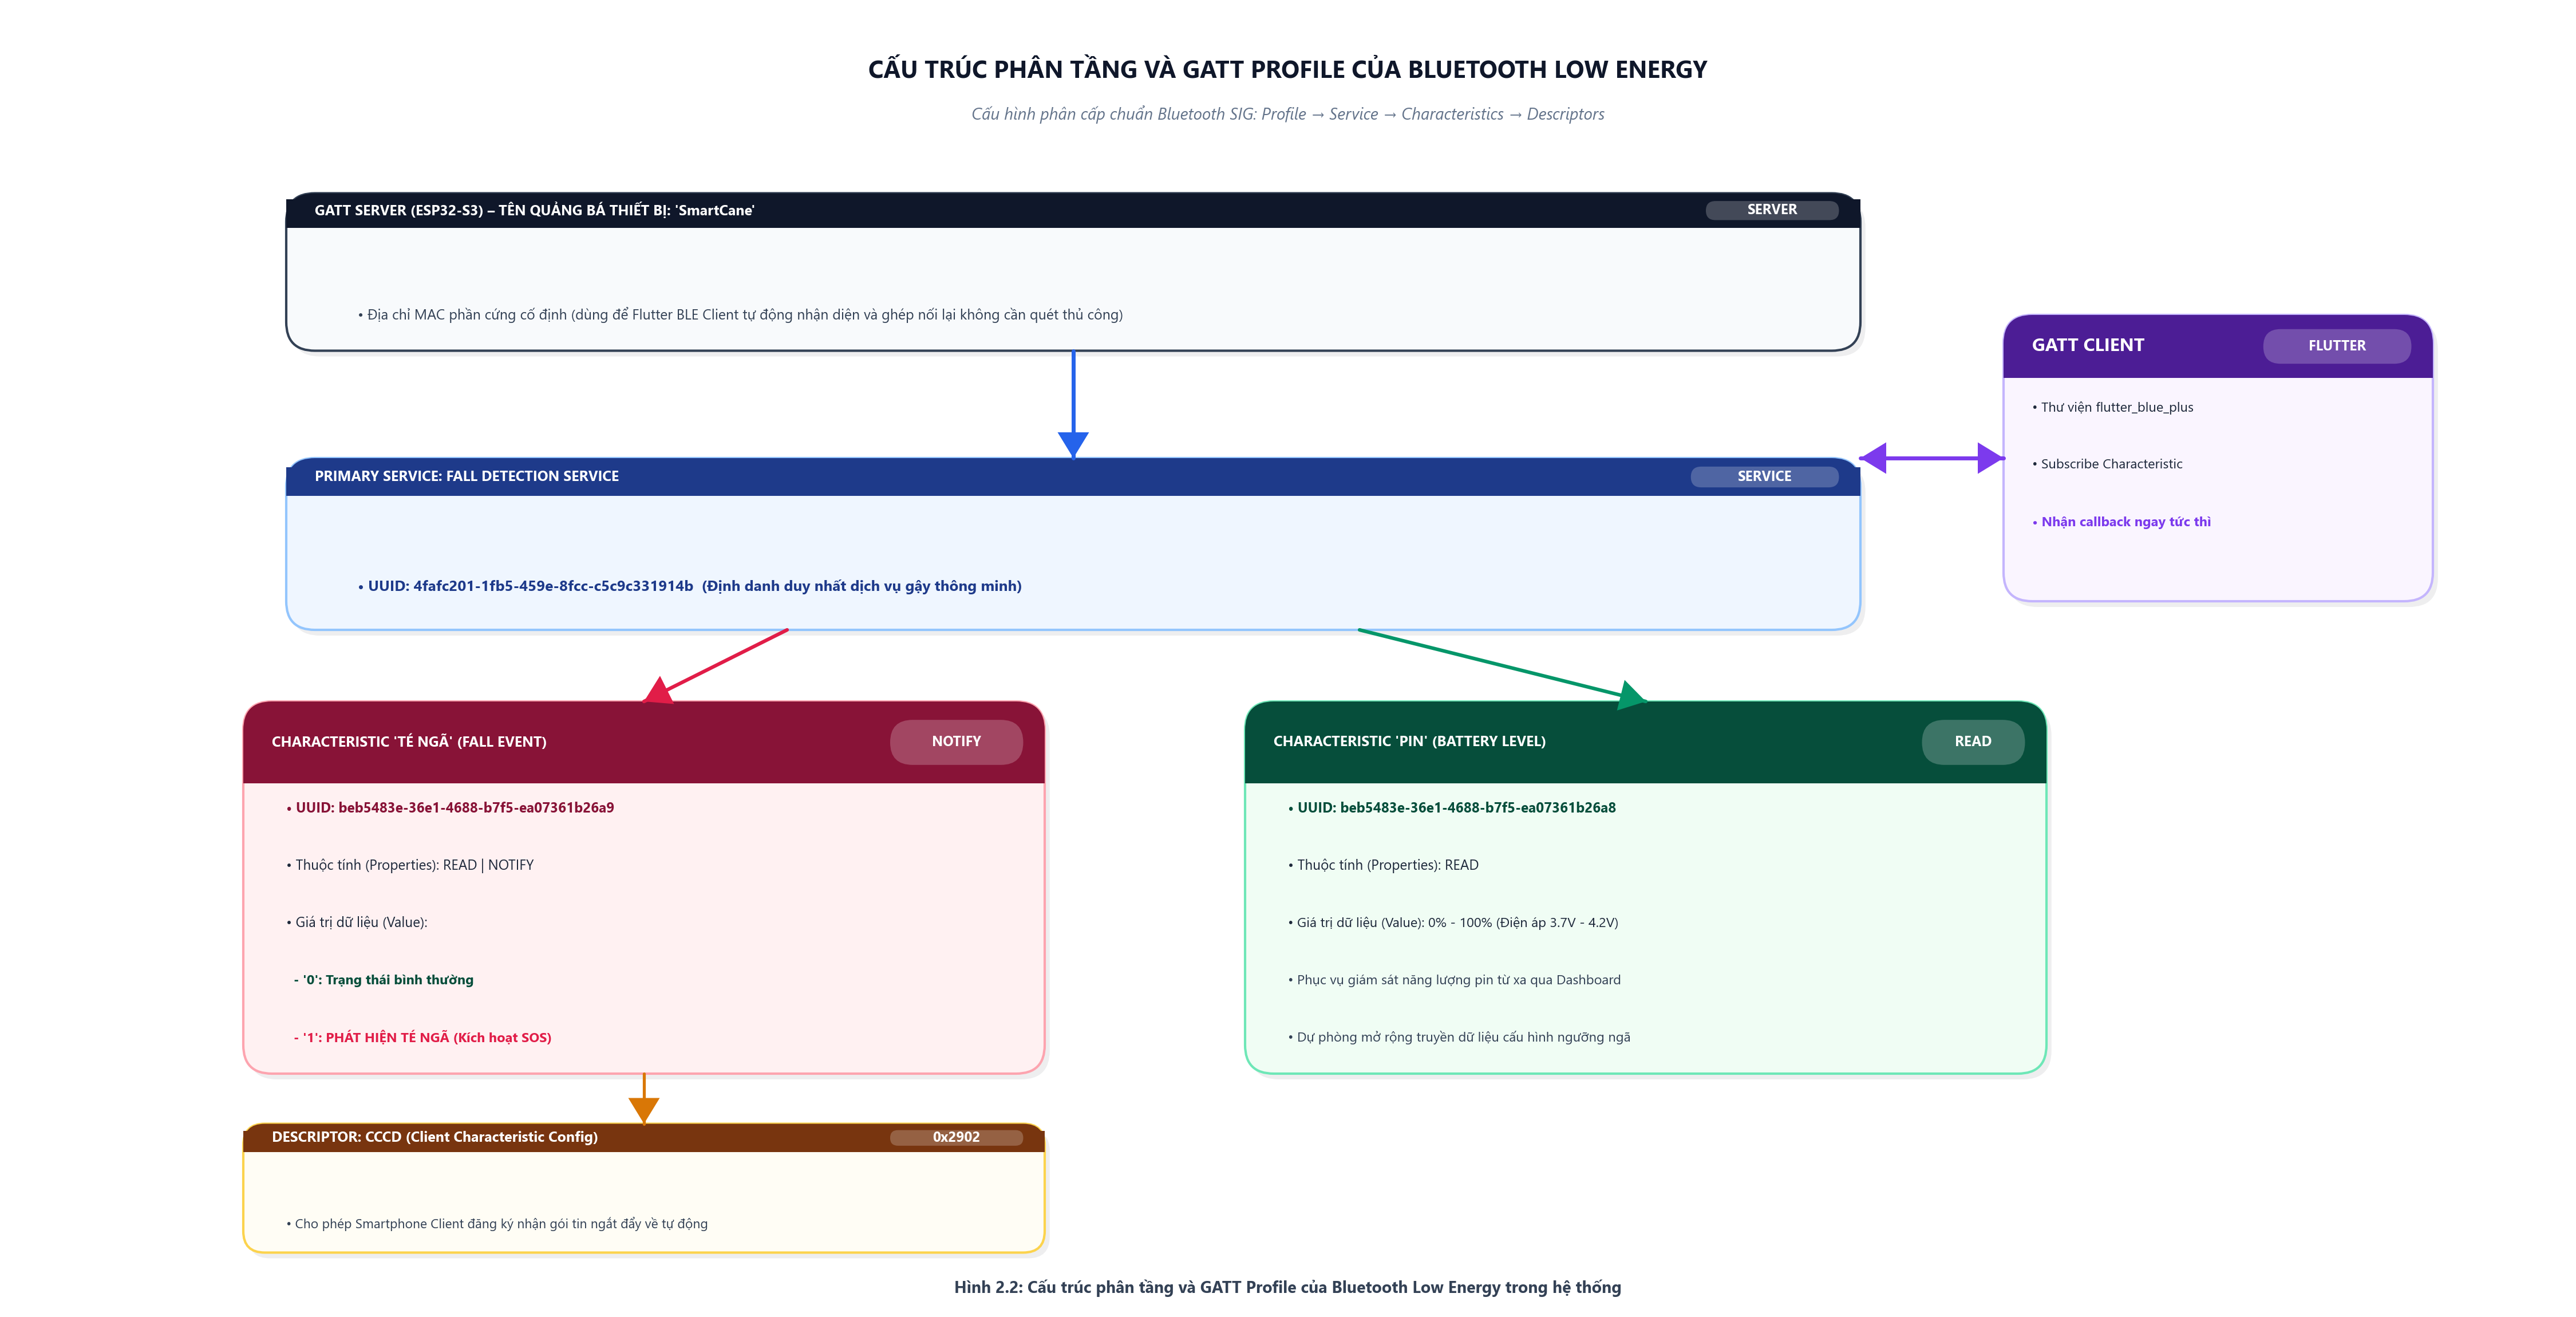 CẤU TRÚC PHÂN TẦNG VÀ GATT PROFILE CỦA BLUETOOTH LOW ENERGY
Cấu hình phân cấp chuẩn Bluetooth SIG: Profile → Service → Characteristics → Descriptors
GATT SERVER (ESP32-S3) – TÊN QUẢNG BÁ THIẾT BỊ: 'SmartCane'
SERVER
• Địa chỉ MAC phần cứng cố định (dùng để Flutter BLE Client tự động nhận diện và ghép nối lại không cần quét thủ công)
GATT CLIENT
FLUTTER
• Thư viện flutter_blue_plus
• Subscribe Characteristic
• Nhận callback ngay tức thì
PRIMARY SERVICE: FALL DETECTION SERVICE
SERVICE
• UUID: 4fafc201-1fb5-459e-8fcc-c5c9c331914b (Định danh duy nhất dịch vụ gậy thông minh)
CHARACTERISTIC 'TÉ NGÃ' (FALL EVENT)
NOTIFY
• UUID: beb5483e-36e1-4688-b7f5-ea07361b26a9
• Thuộc tính (Properties): READ | NOTIFY
• Giá trị dữ liệu (Value):
- '0': Trạng thái bình thường
- '1': PHÁT HIỆN TÉ NGÃ (Kích hoạt SOS)
CHARACTERISTIC 'PIN' (BATTERY LEVEL)
READ
• UUID: beb5483e-36e1-4688-b7f5-ea07361b26a8
• Thuộc tính (Properties): READ
• Giá trị dữ liệu (Value): 0% - 100% (Điện áp 3.7V - 4.2V)
• Phục vụ giám sát năng lượng pin từ xa qua Dashboard
• Dự phòng mở rộng truyền dữ liệu cấu hình ngưỡng ngã
DESCRIPTOR: CCCD (Client Characteristic Config)
0x2902
• Cho phép Smartphone Client đăng ký nhận gói tin ngắt đẩy về tự động
Hình 2.2: Cấu trúc phân tầng và GATT Profile của Bluetooth Low Energy trong hệ thống